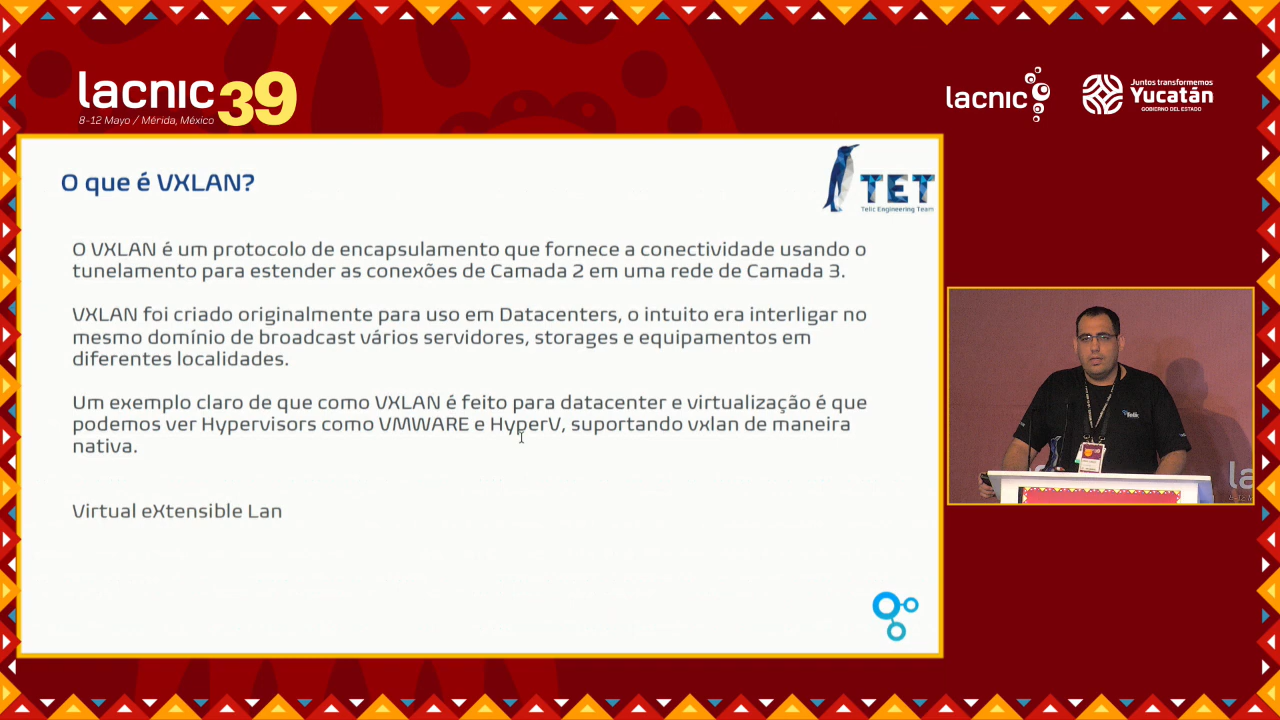 lacnic 39
8-12 Mayo / Mérida, México
lacnic
Juntos transformemos
Yucatán
GOBIERNO DEL ESTADO
O que é VXLAN?
TET
Telic Engineering Team
O VXLAN é um protocolo de encapsulamento que fornece a conectividade usando o
tunelamento para estender as conexões de Camada 2 em uma rede de Camada 3.
VXLAN foi criado originalmente para uso em Datacenters, o intuito era interligar no
mesmo domínio de broadcast vários servidores, storages e equipamentos em
diferentes localidades.
Um exemplo claro de que como VXLAN é feito para datacenter e virtualização é que
podemos ver Hypervisors como VMWARE e HyperV, suportando vxlan de maneira
nativa.
Virtual eXtensible Lan
Telic
la